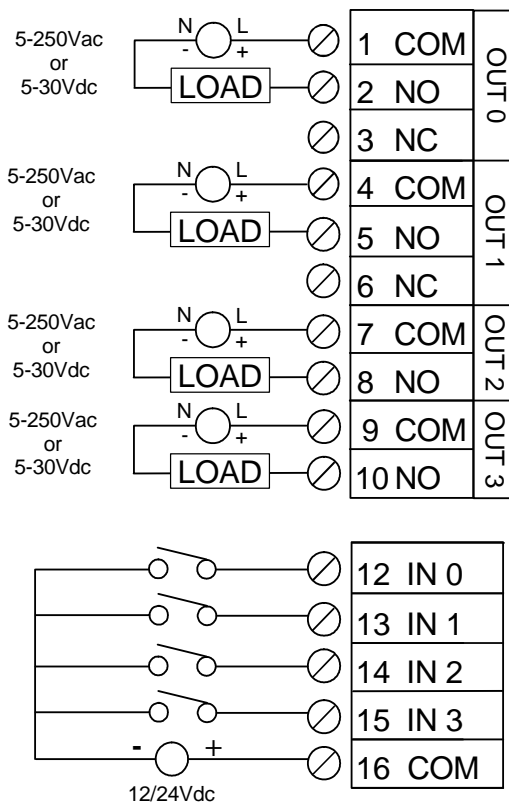 5-250Vac
or
5-30Vdc
N L
- +
LOAD
1 COM
2 NO
3 NC
OUT 0
5-250Vac
or
5-30Vdc
N L
- +
LOAD
4 COM
5 NO
6 NC
OUT 1
5-250Vac
or
5-30Vdc
N L
- +
LOAD
7 COM
8 NO
OUT 2
5-250Vac
or
5-30Vdc
N L
- +
LOAD
9 COM
10 NO
OUT 3
12 IN 0
13 IN 1
14 IN 2
15 IN 3
- +
16 COM
12/24Vdc